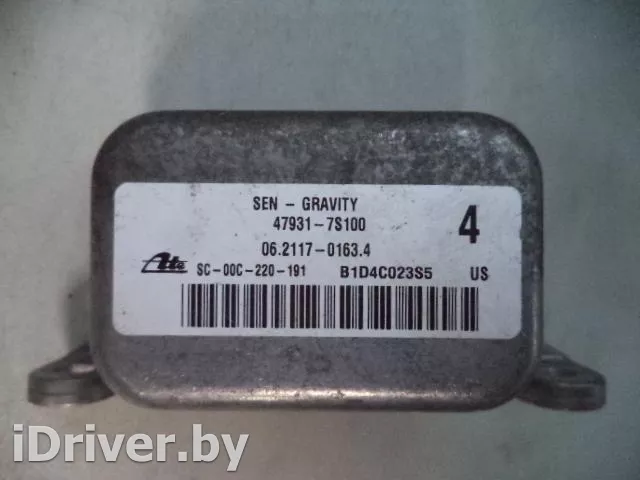 SEN - GRAVITY
47931-7S100
4
06.2117-0163.4
Ate
SC-00C-220-191 B1D4C023S5 US
iDriver.by